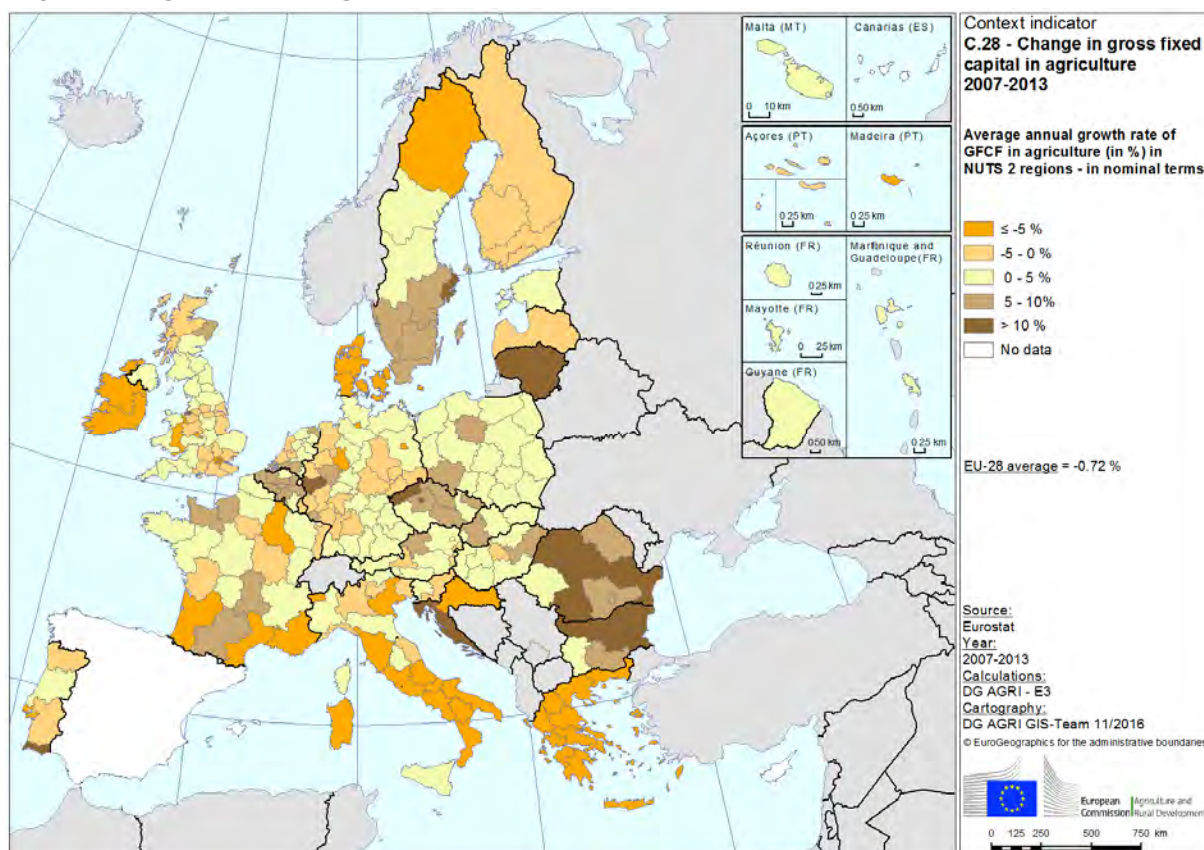 Malta (MT)
0 10 km
Canarias (ES)
0 50 km
Açores (PT)
0 25 km
Madeira (PT)
0 25 km
Réunion (FR)
0 25 km
Martinique and
Guadeloupe(FR)
Mayotte (FR)
0 25 km
Guyane (FR)
0 50 km
0 25 km
Context indicator
C.28 - Change in gross fixed
capital in agriculture
2007-2013
Average annual growth rate of
GFCF in agriculture (in %) in
NUTS 2 regions - in nominal terms
≤ -5 %
-5 - 0 %
0 - 5 %
5 - 10%
> 10 %
No data
EU-28 average = -0.72 %
Source:
Eurostat
Year:
2007-2013
Calculations:
DG AGRI - E3
Cartography:
DG AGRI GIS-Team 11/2016
© EuroGeographics for the administrative boundaries
European
Commission
Agriculture and
Rural Development
0 125 250 500 750 km